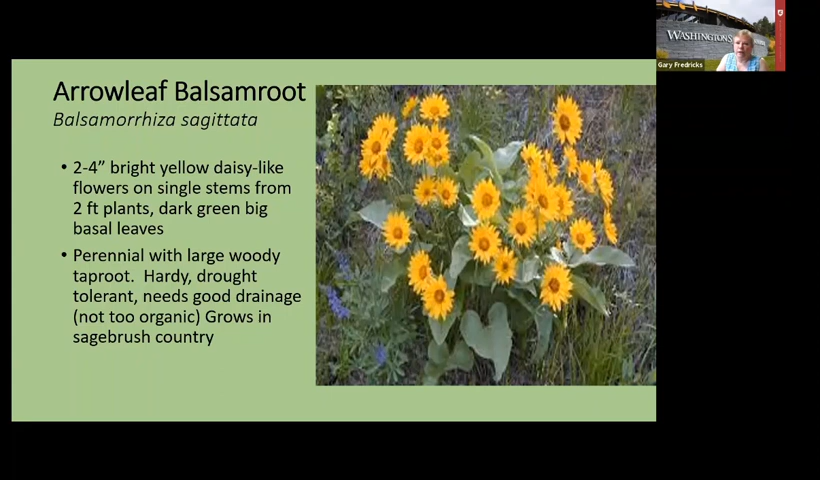 Arrowleaf Balsamroot
Balsamorrhiza sagittata
• 2-4” bright yellow daisy-like
flowers on single stems from
2 ft plants, dark green big
basal leaves
• Perennial with large woody
taproot. Hardy, drought
tolerant, needs good drainage
(not too organic) Grows in
sagebrush country
WASHINGTON S
Gary Fredricks